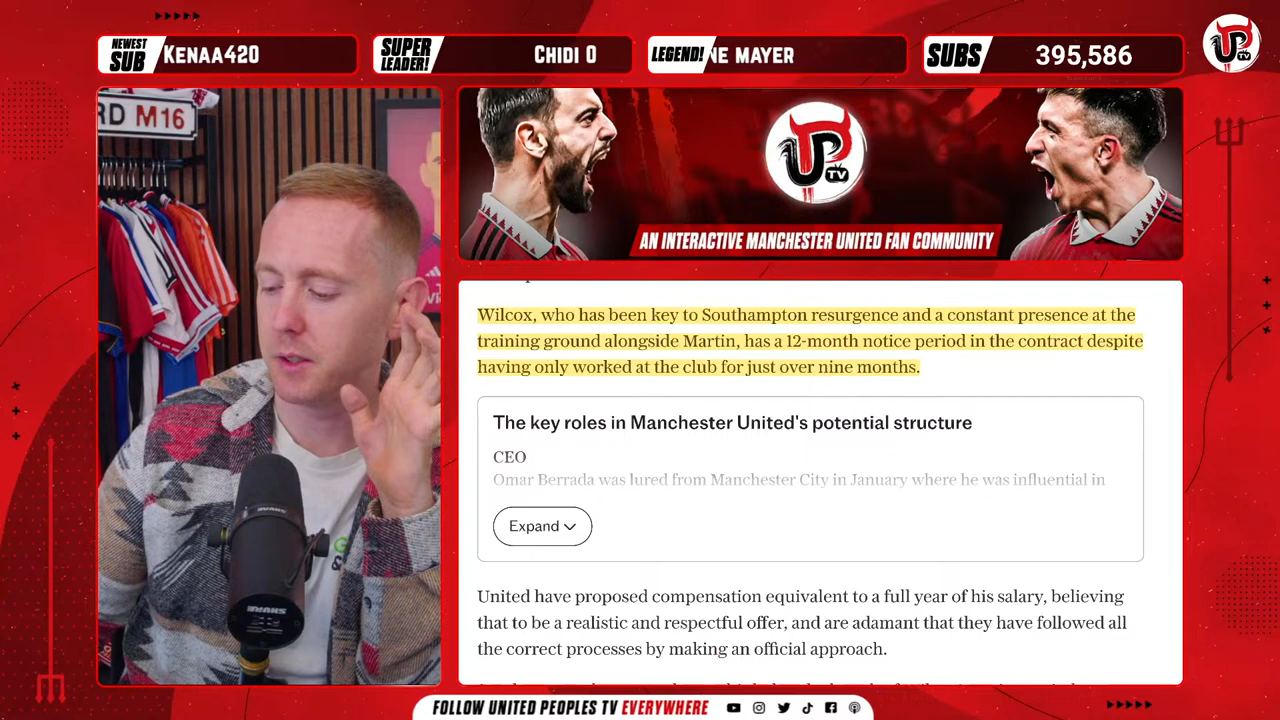 NEWEST SUB
KENAA420
SUPER LEADER!
CHIDI 0
LEGEND!
NE MAYER
SUBS
395,586
UP TV
RD M16
UP TV
AN INTERACTIVE MANCHESTER UNITED FAN COMMUNITY
Wilcox, who has been key to Southampton resurgence and a constant presence at the
training ground alongside Martin, has a 12-month notice period in the contract despite
having only worked at the club for just over nine months.
The key roles in Manchester United's potential structure
CEO
Omar Berrada was lured from Manchester City in January where he was influential in
Expand
United have proposed compensation equivalent to a full year of his salary, believing
that to be a realistic and respectful offer, and are adamant that they have followed all
the correct processes by making an official approach.
SHURE
FOLLOW UNITED PEOPLES TV EVERYWHERE